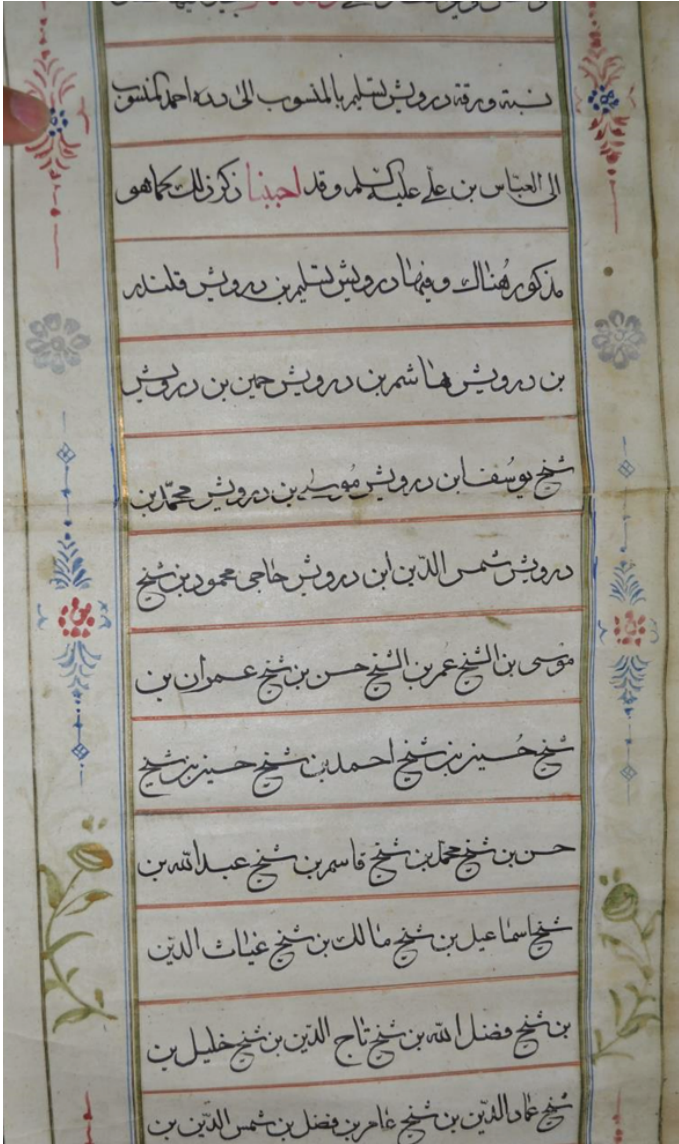 نسبة ورقة درويش تسليم بالمنسوب الى دده احمد المنسوب
الى العباس بن علي عليه السلم وقد احببنا ذكر ذلك كما هو
مذكور هناك وفيها درويش تسليم بن درويش قلندر
بن درويش هاشم بن درويش حسين بن درويش
شيخ يوسف ابن درويش موسى بن درويش محمد بن
درويش شمس الدين ابن درويش حاجي محمود بن شيخ
موسى بن الشيخ عمر بن الشيخ حسن بن شيخ عمران بن
شيخ حسين بن شيخ احمد بن شيخ حسين بن شيخ
حسن بن شيخ محمد بن شيخ قاسم بن شيخ عبد الله بن
شيخ اسماعيل بن شيخ مالك بن شيخ غياث الدين
بن شيخ فضل الله بن شيخ تاج الدين بن شيخ خليل بن
شيخ عماد الدين بن شيخ عامر بن فضل بن شمس الدين بن